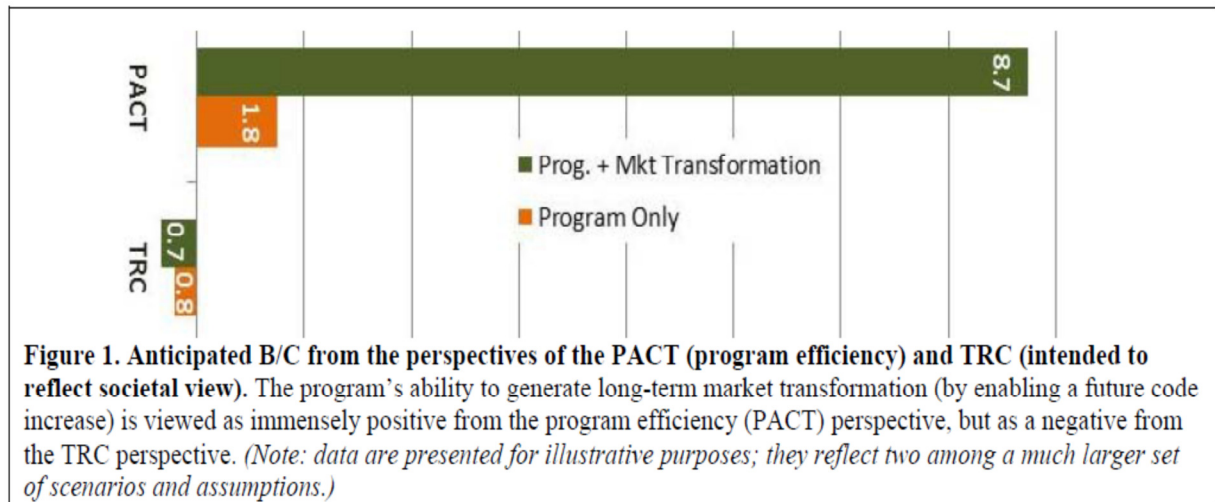 PACT
8.7
1.8
Prog. + Mkt Transformation
Program Only
TRC
0.7
0.8
Figure 1. Anticipated B/C from the perspectives of the PACT (program efficiency) and TRC (intended to
reflect societal view). The program’s ability to generate long-term market transformation (by enabling a future code
increase) is viewed as immensely positive from the program efficiency (PACT) perspective, but as a negative from
the TRC perspective. (Note: data are presented for illustrative purposes; they reflect two among a much larger set
of scenarios and assumptions.)